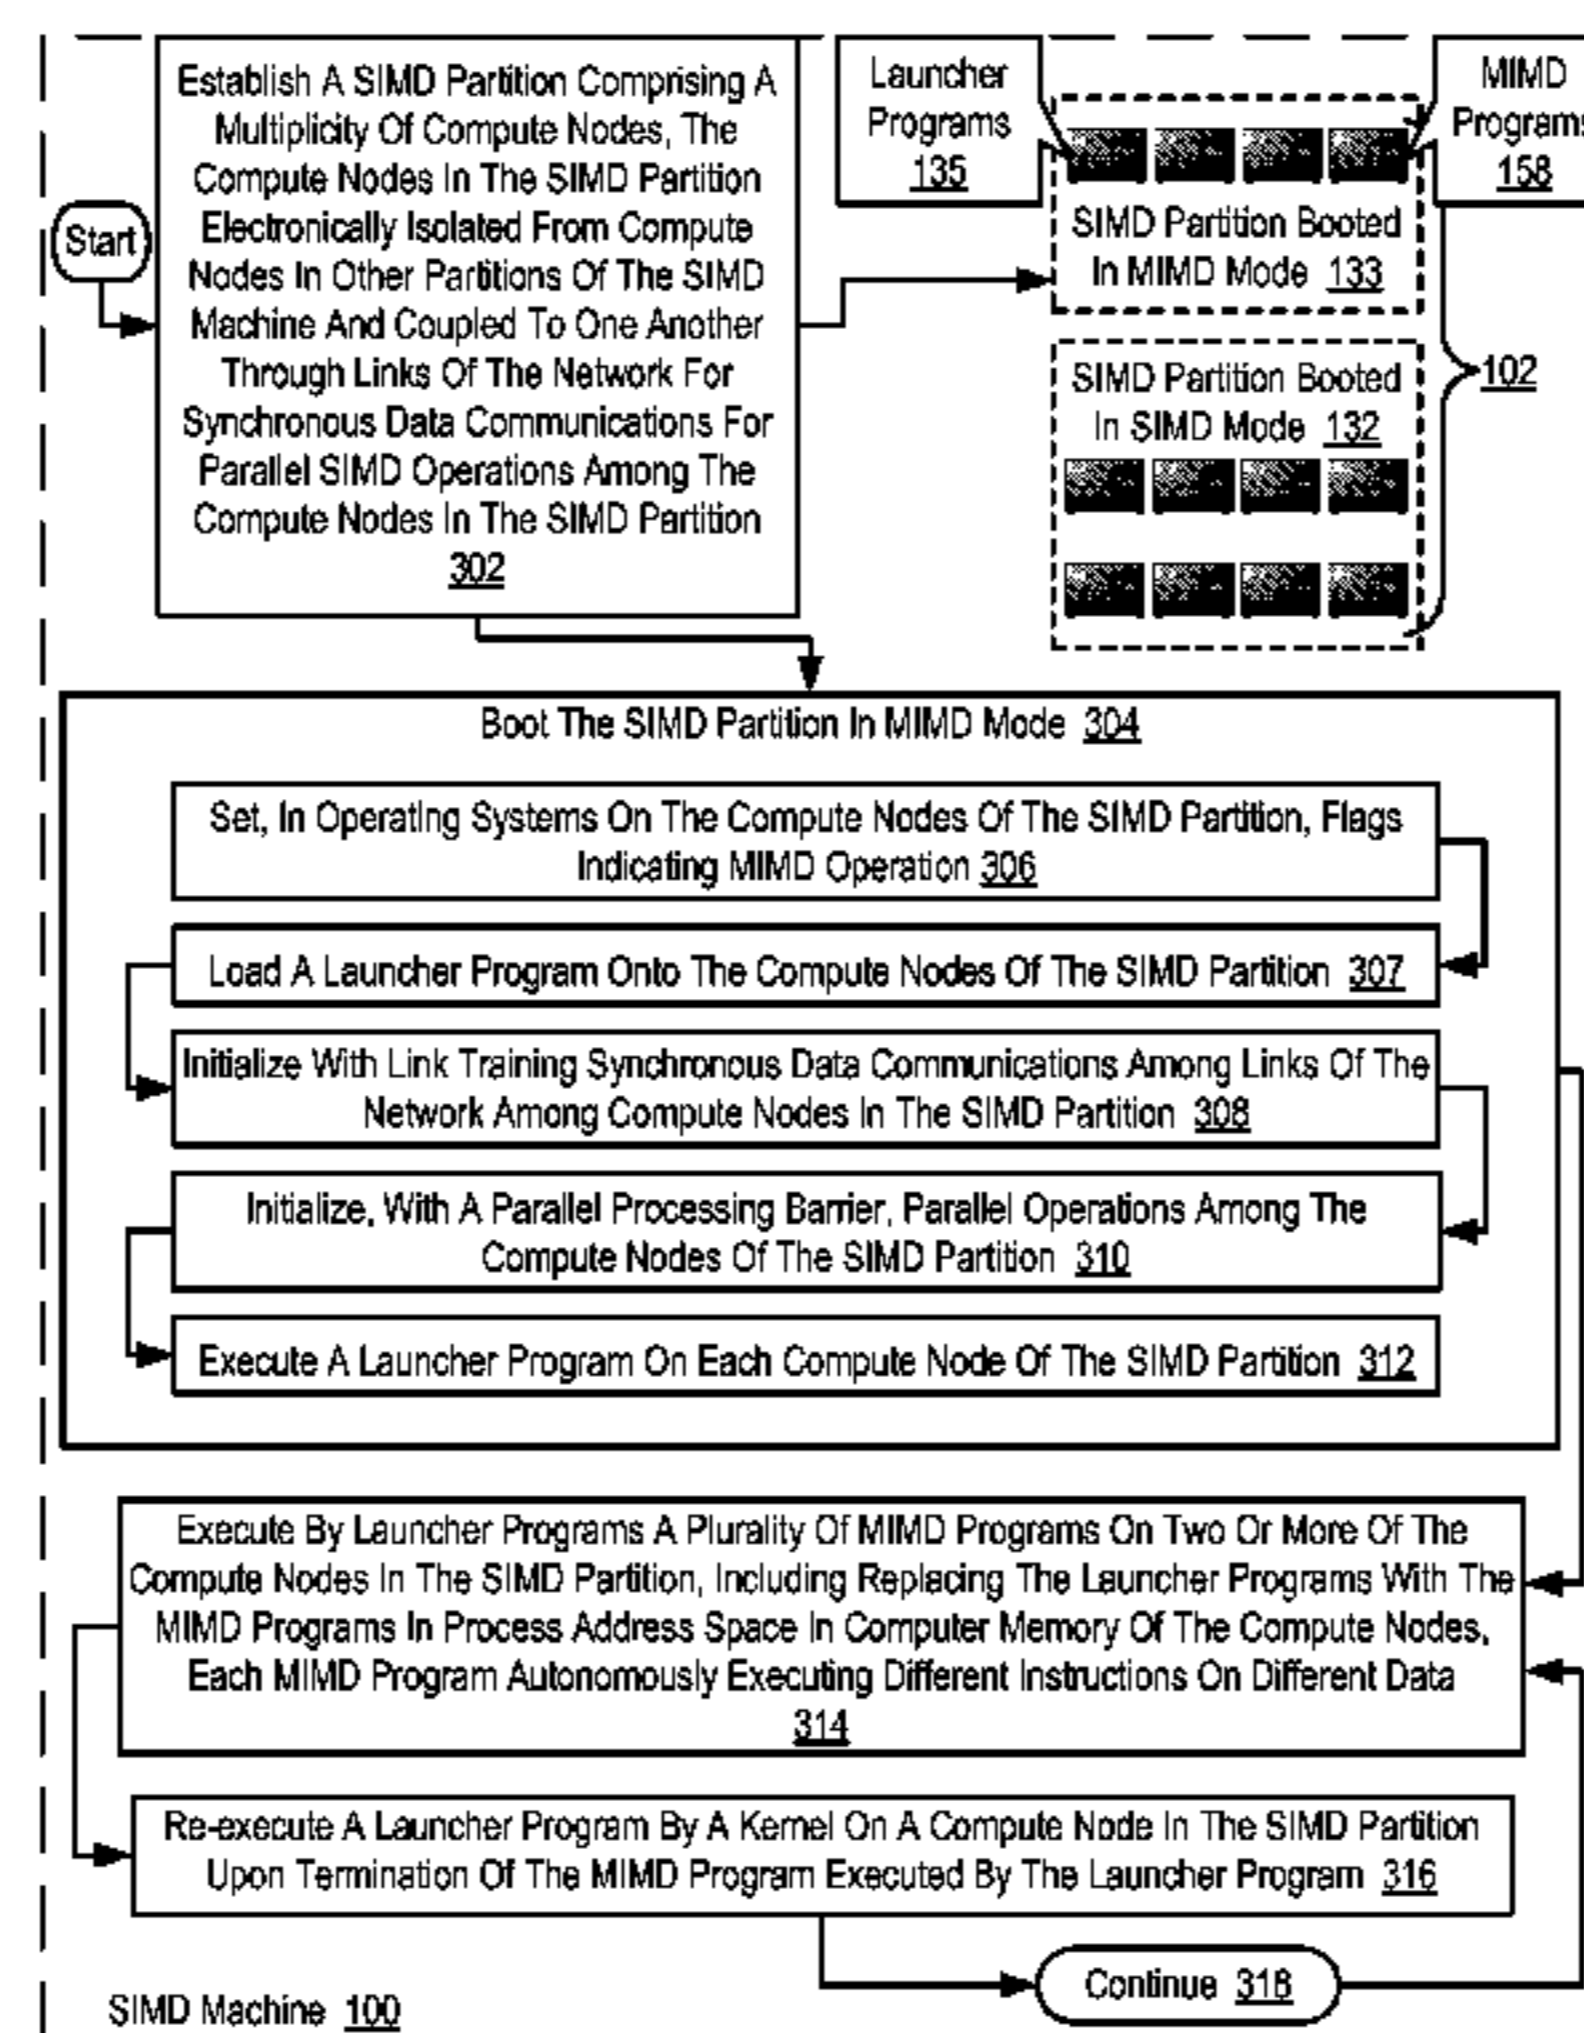 Start
Establish A SIMD Partition Comprising A
Multiplicity Of Compute Nodes, The
Compute Nodes In The SIMD Partition
Electronically Isolated From Compute
Nodes In Other Partitions Of The SIMD
Machine And Coupled To One Another
Through Links Of The Network For
Synchronous Data Communications For
Parallel SIMD Operations Among The
Compute Nodes In The SIMD Partition
302
Launcher
Programs
135
MIMD
Programs
158
SIMD Partition Booted
In MIMD Mode 133
SIMD Partition Booted
In SIMD Mode 132
102
Boot The SIMD Partition In MIMD Mode 304
Set, In Operating Systems On The Compute Nodes Of The SIMD Partition, Flags
Indicating MIMD Operation 306
Load A Launcher Program Onto The Compute Nodes Of The SIMD Partition 307
Initialize With Link Training Synchronous Data Communications Among Links Of The
Network Among Compute Nodes In The SIMD Partition 308
Initialize, With A Parallel Processing Barrier, Parallel Operations Among The
Compute Nodes Of The SIMD Partition 310
Execute A Launcher Program On Each Compute Node Of The SIMD Partition 312
Execute By Launcher Programs A Plurality Of MIMD Programs On Two Or More Of The
Compute Nodes In The SIMD Partition, Including Replacing The Launcher Programs With The
MIMD Programs In Process Address Space In Computer Memory Of The Compute Nodes,
Each MIMD Program Autonomously Executing Different Instructions On Different Data
314
Re-execute A Launcher Program By A Kernel On A Compute Node In The SIMD Partition
Upon Termination Of The MIMD Program Executed By The Launcher Program 316
Continue 318
SIMD Machine 100